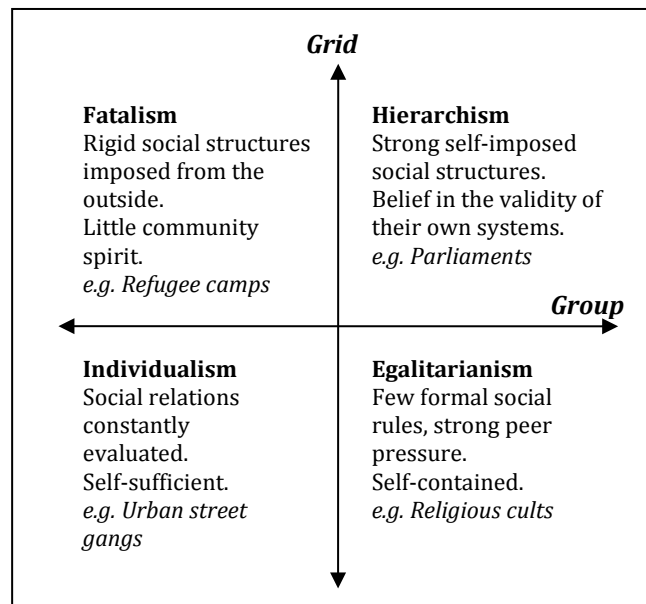 Grid
Fatalism
Rigid social structures
imposed from the
outside.
Little community
spirit.
e.g. Refugee camps
Hierarchism
Strong self-imposed
social structures.
Belief in the validity of
their own systems.
e.g. Parliaments
Group
Individualism
Social relations
constantly
evaluated.
Self-sufficient.
e.g. Urban street
gangs
Egalitarianism
Few formal social
rules, strong peer
pressure.
Self-contained.
e.g. Religious cults